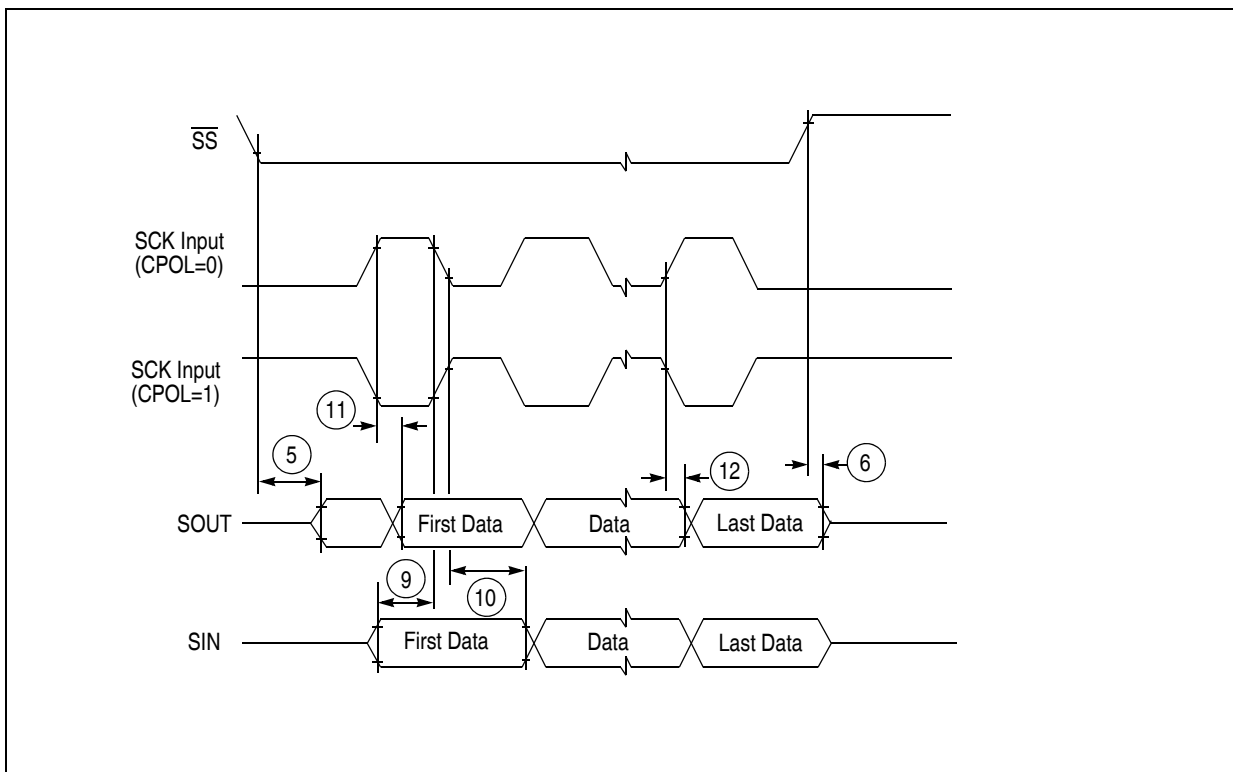 SS
SCK Input
(CPOL=0)
SCK Input
(CPOL=1)
11
5
12
6
SOUT
First Data
Data
Last Data
9
10
SIN
First Data
Data
Last Data